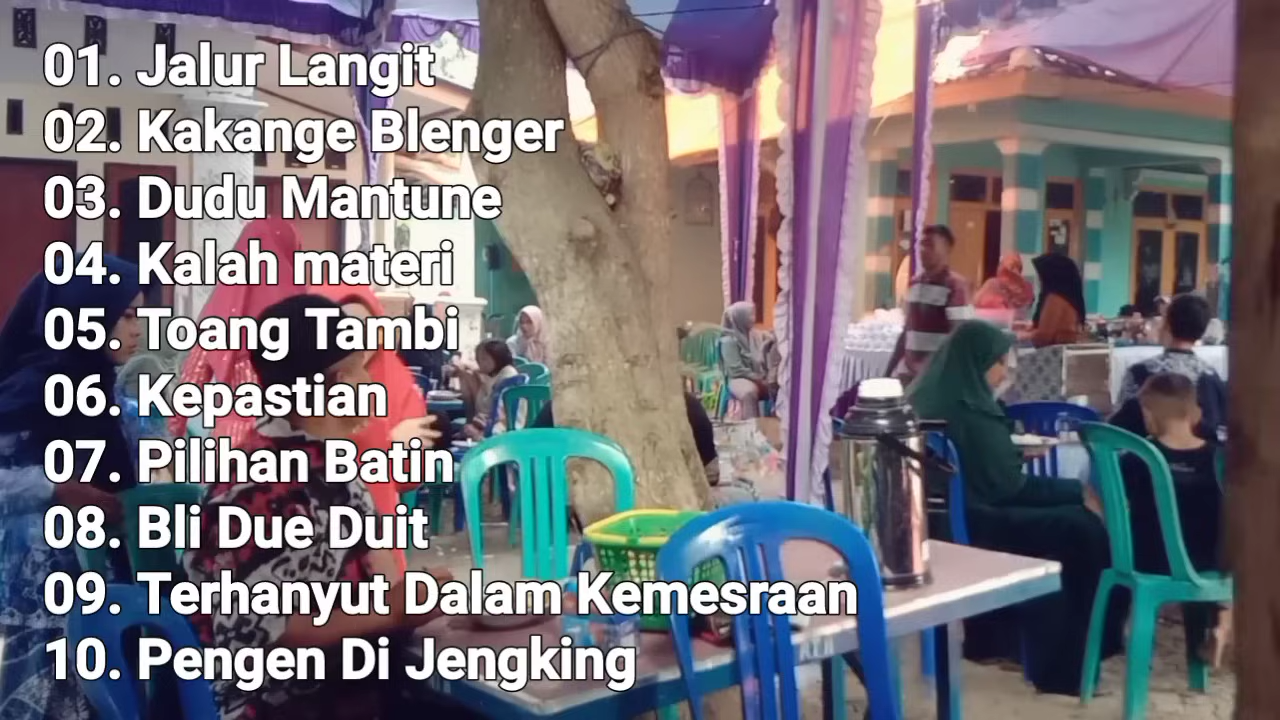 01. Jalur Langit
02. Kakange Blenger
03. Dudu Mantune
04. Kalah materi
05. Toang Tambi
06. Kepastian
07. Pilihan Batin
08. Bli Due Duit
09. Terhanyut Dalam Kemesraan
10. Pengen Di Jengking